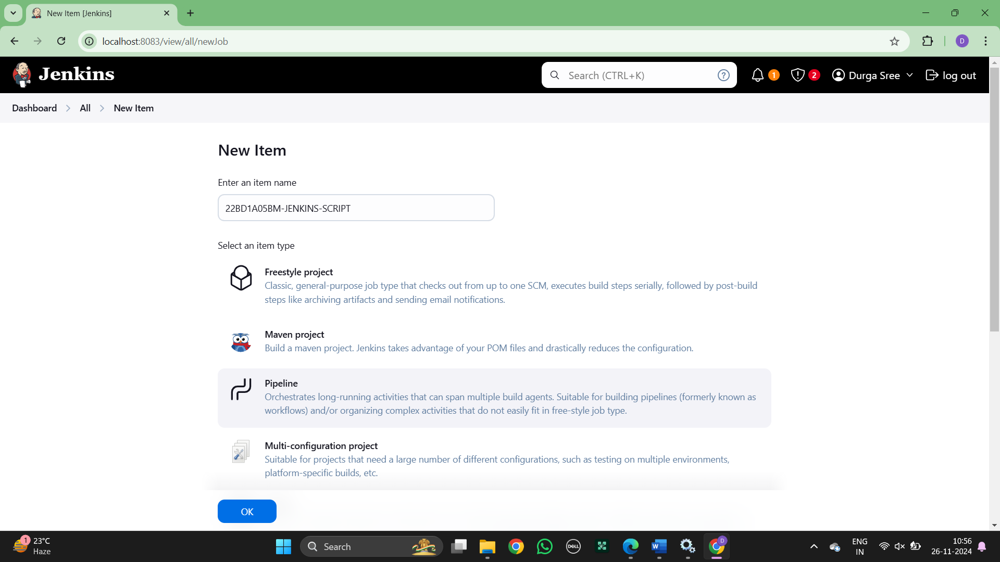 New Item [Jenkins]
localhost:8083/view/all/newJob
D
Jenkins
Search (CTRL+K)
?
1
2
Durga Sree
log out
Dashboard
All
New Item
New Item
Enter an item name
22BD1A05BM-JENKINS-SCRIPT
Select an item type
Freestyle project
Classic, general-purpose job type that checks out from up to one SCM, executes build steps serially, followed by post-build
steps like archiving artifacts and sending email notifications.
Maven project
Build a maven project. Jenkins takes advantage of your POM files and drastically reduces the configuration.
Pipeline
Orchestrates long-running activities that can span multiple build agents. Suitable for building pipelines (formerly known as
workflows) and/or organizing complex activities that do not easily fit in free-style job type.
Multi-configuration project
Suitable for projects that need a large number of different configurations, such as testing on multiple environments,
platform-specific builds, etc.
OK
1
23°C
Haze
Search
DELL
W
D
ENG
IN
10:56
26-11-2024